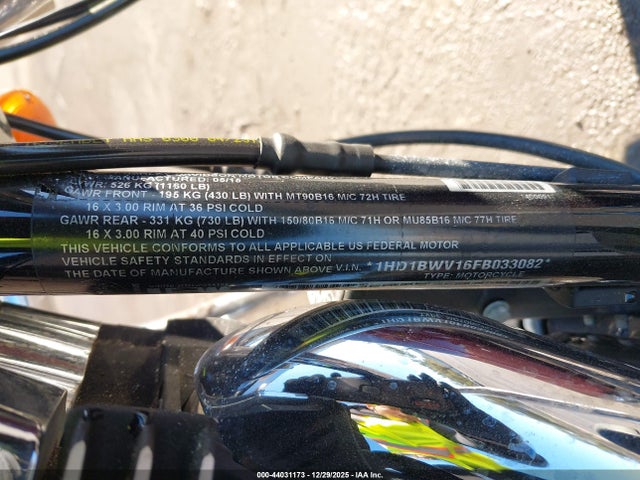 MANUFACTURED: 08/15
GVWR: 526 KG (1160 LB)
GAWR FRONT - 195 KG (430 LB) WITH MT90B16 M/C 72H TIRE
16 X 3.00 RIM AT 36 PSI COLD
GAWR REAR - 331 KG (730 LB) WITH 150/80B16 M/C 71H OR MU85B16 M/C 77H TIRE
16 X 3.00 RIM AT 40 PSI COLD
THIS VEHICLE CONFORMS TO ALL APPLICABLE US FEDERAL MOTOR
VEHICLE SAFETY STANDARDS IN EFFECT ON
THE DATE OF MANUFACTURE SHOWN ABOVE V.I.N. *1HD1BWV16FB033082*
TYPE: MOTORCYCLE
000-44031173 - 12/29/2025 - IAA Inc.